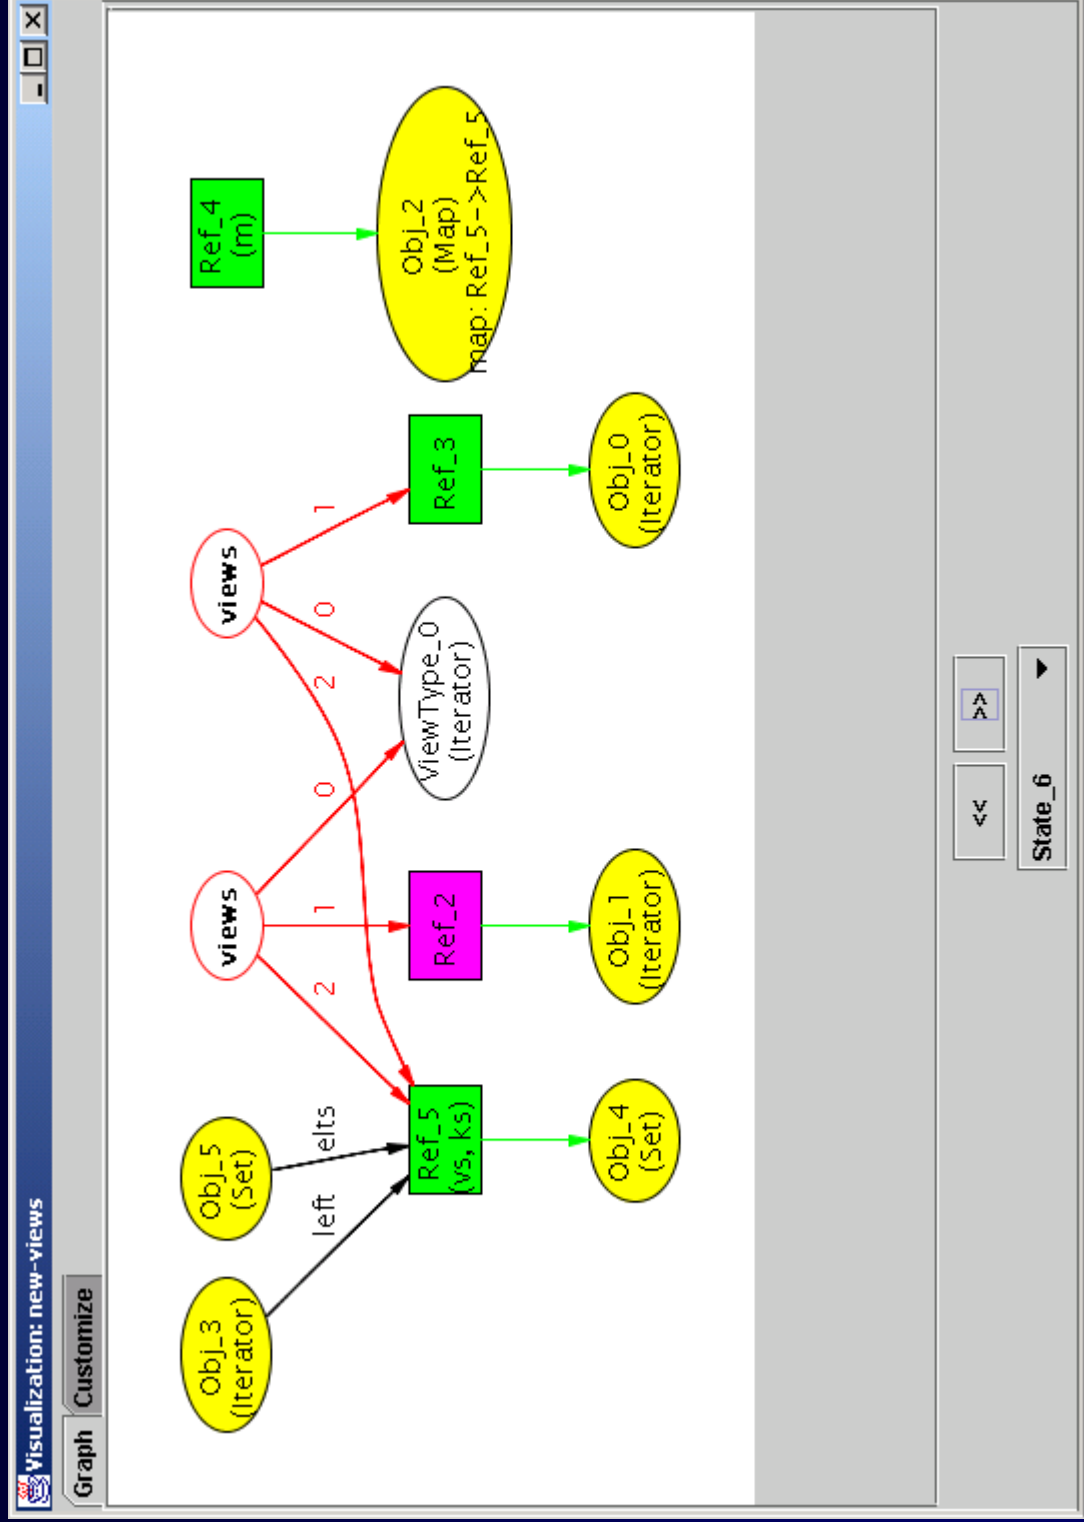 Visualization: new-views
Graph
Customize
Obj_3
(Iterator)
Obj_5
(Set)
views
views
Ref_4
(m)
left
elts
2
1
0
2
0
1
Ref_5
(vs, ks)
Ref_2
ViewType_0
(Iterator)
Ref_3
Obj_2
(Map)
map: Ref_5->Ref_5
Obj_4
(Set)
Obj_1
(Iterator)
Obj_0
(Iterator)
<<
>>
State_6